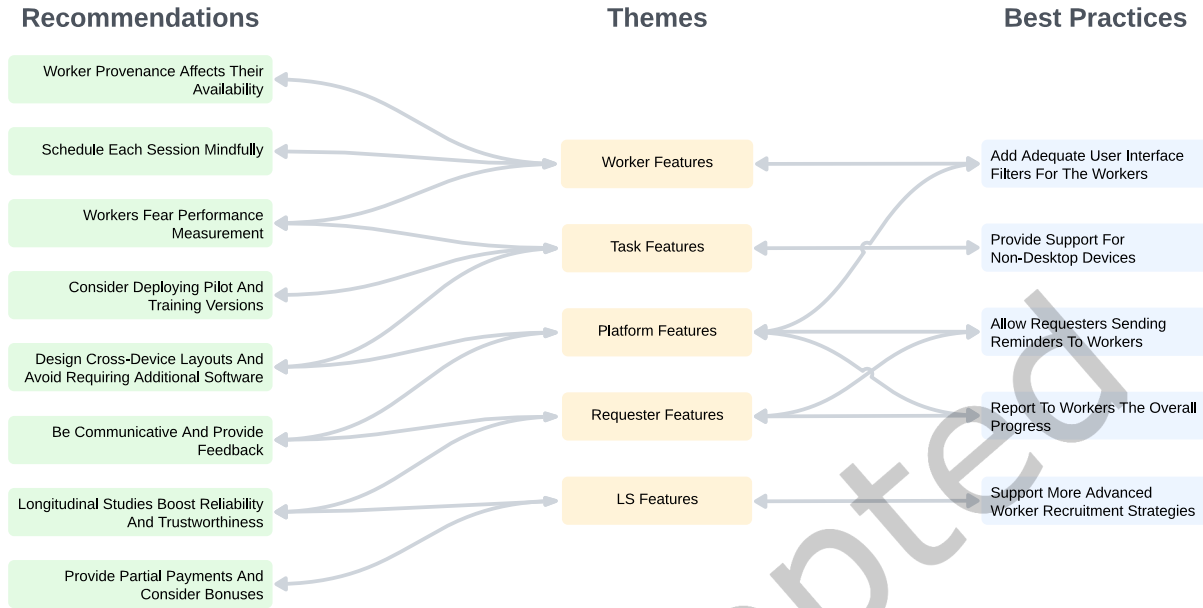 Recommendations
Themes
Best Practices
Worker Provenance Affects Their
Availability
Schedule Each Session Mindfully
Workers Fear Performance
Measurement
Consider Deploying Pilot And
Training Versions
Design Cross-Device Layouts And
Avoid Requiring Additional Software
Be Communicative And Provide
Feedback
Longitudinal Studies Boost Reliability
And Trustworthiness
Provide Partial Payments And
Consider Bonuses
Worker Features
Task Features
Platform Features
Requester Features
LS Features
Add Adequate User Interface
Filters For The Workers
Provide Support For
Non-Desktop Devices
Allow Requesters Sending
Reminders To Workers
Report To Workers The Overall
Progress
Support More Advanced
Worker Recruitment Strategies